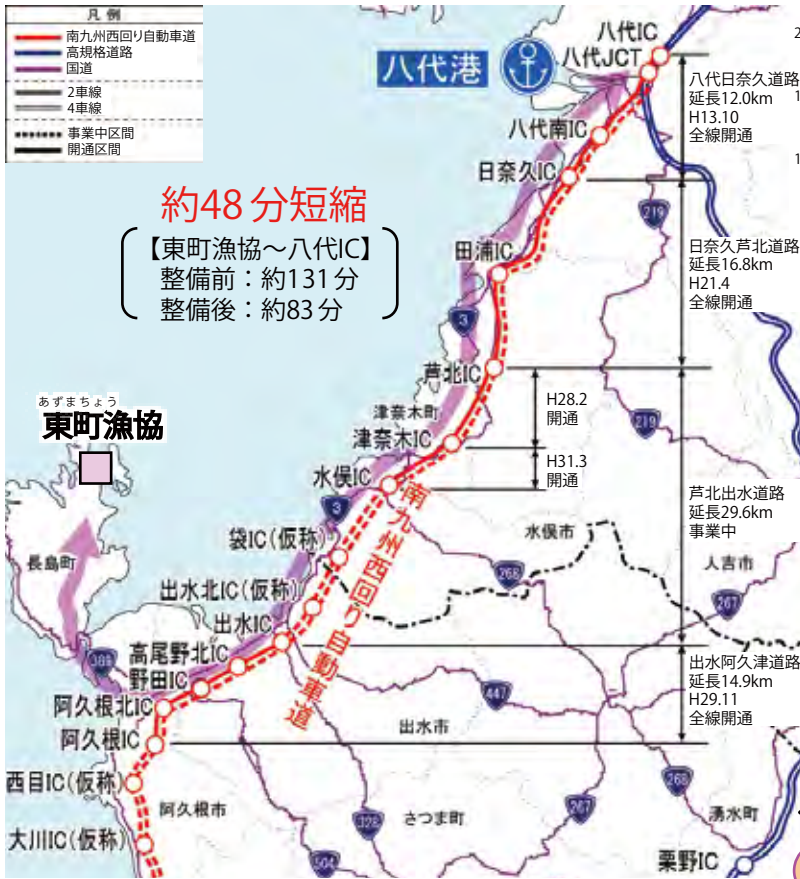 凡例
南九州西回り自動車道
高規格道路
国道
2車線
4車線
事業中区間
開通区間
八代港
八代IC
八代JCT
八代南IC
日奈久IC
田浦IC
芦北IC
津奈木町
津奈木IC
水俣IC
袋IC(仮称)
出水北IC(仮称)
出水IC
高尾野北IC
野田IC
阿久根北IC
阿久根IC
西目IC(仮称)
大川IC(仮称)
約48分短縮
【東町漁協~八代IC】
整備前:約131分
整備後:約83分
あずまちょう
東町漁協
長島町
南九州西回り自動車道
八代日奈久道路
延長12.0km
H13.10
全線開通
日奈久芦北道路
延長16.8km
H21.4
全線開通
H28.2
開通
H31.3
開通
芦北出水道路
延長29.6km
事業中
出水阿久津道路
延長14.9km
H29.11
全線開通
水俣市
人吉市
出水市
阿久根市
さつま町
湧水町
栗野IC
219
3
219
3
268
267
389
447
268
267
328
504
2
1
1